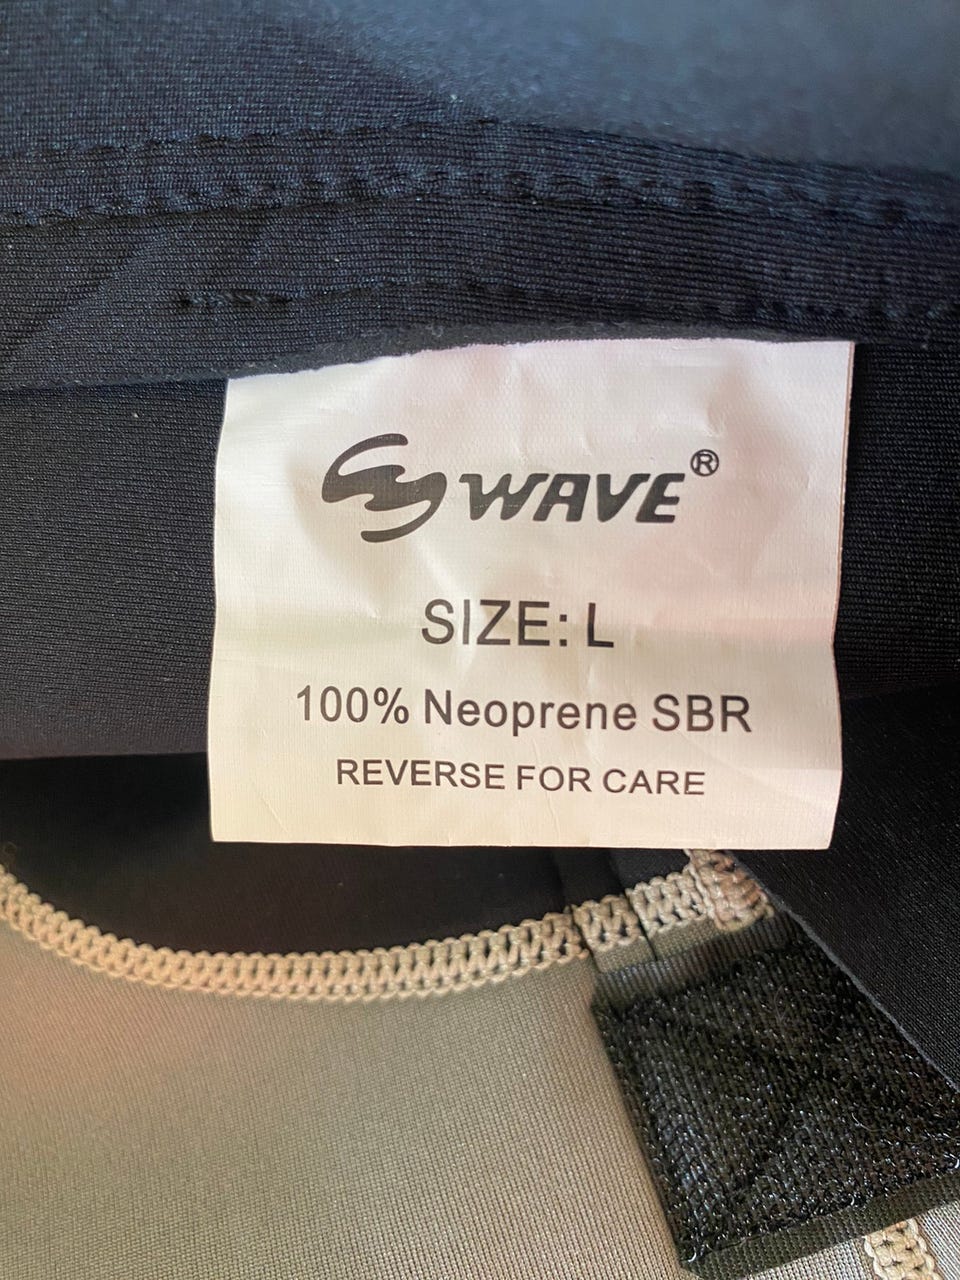 WAVE®
SIZE: L
100% Neoprene SBR
REVERSE FOR CARE